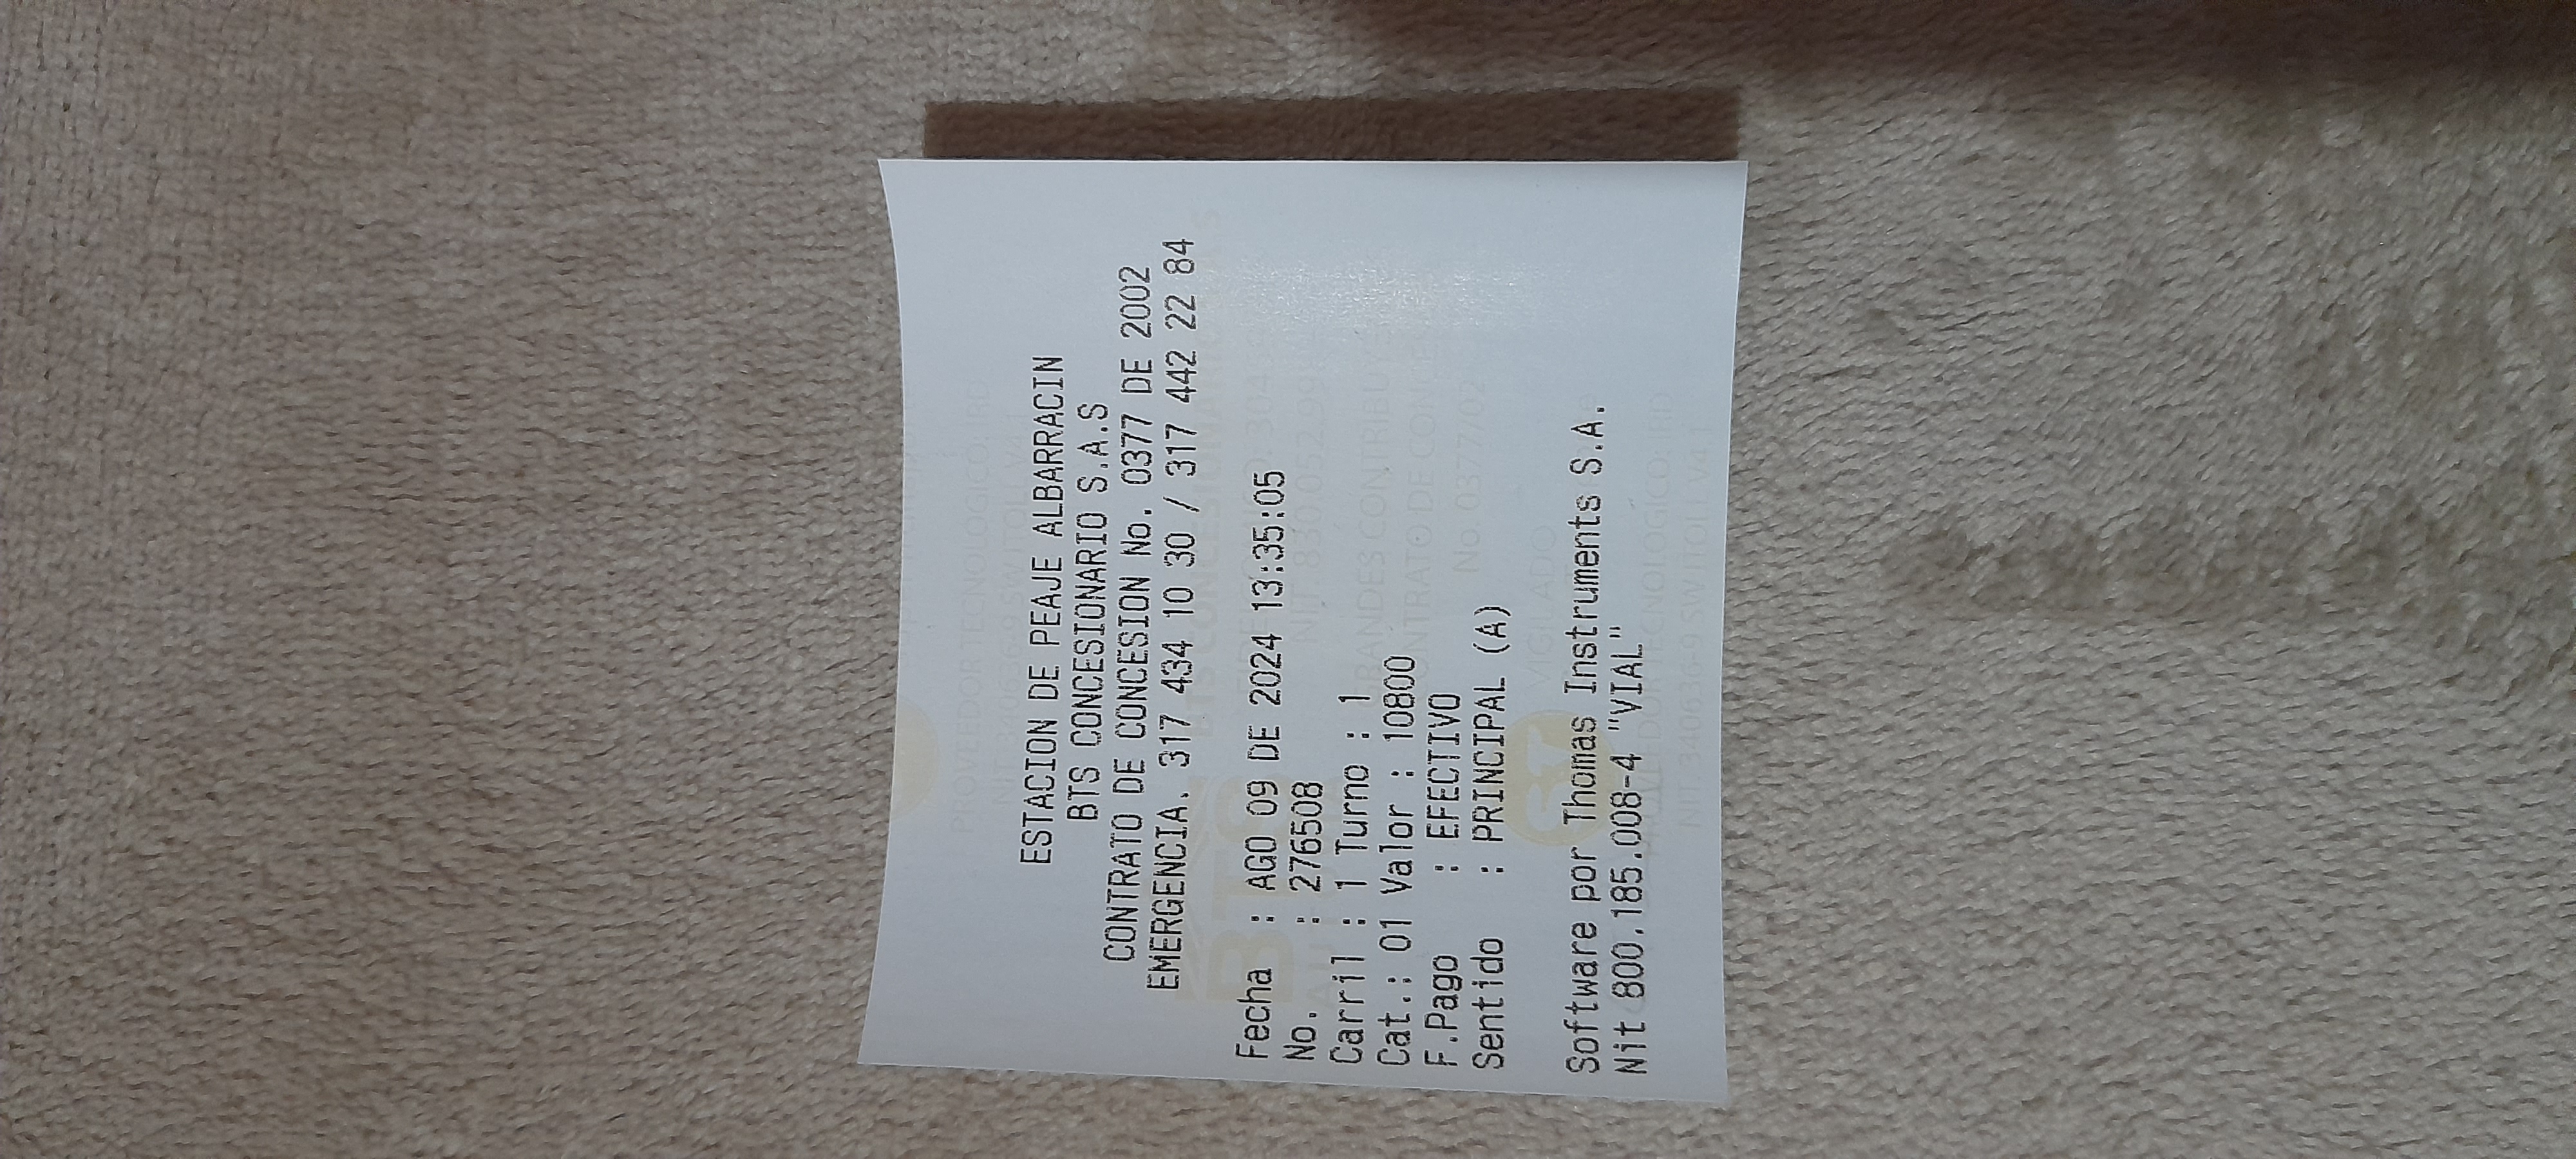 ESTACION DE PEAJE ALBARRACIN
BTS CONCESIONARIO S.A.S
CONTRATO DE CONCESION No. 0377 DE 2002
EMERGENCIA. 317 434 10 30 / 317 442 22 84
Fecha : AGO 09 DE 2024 13:35:05
No. : 2765508
Carril : 1 Turno : 1
Cat.: 01 Valor : 10800
F.Pago : EFECTIVO
Sentido : PRINCIPAL (A)
Software por Thomas Instruments S.A.
Nit 800.185.008-4 "VIAL"